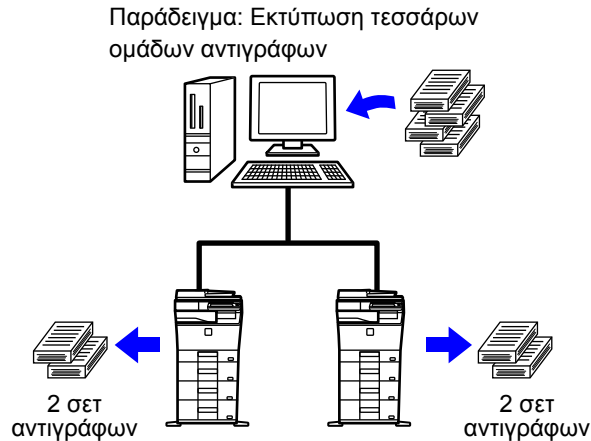 Παράδειγμα: Εκτύπωση τεσσάρων
ομάδων αντιγράφων
2 σετ
αντιγράφων
2 σετ
αντιγράφων